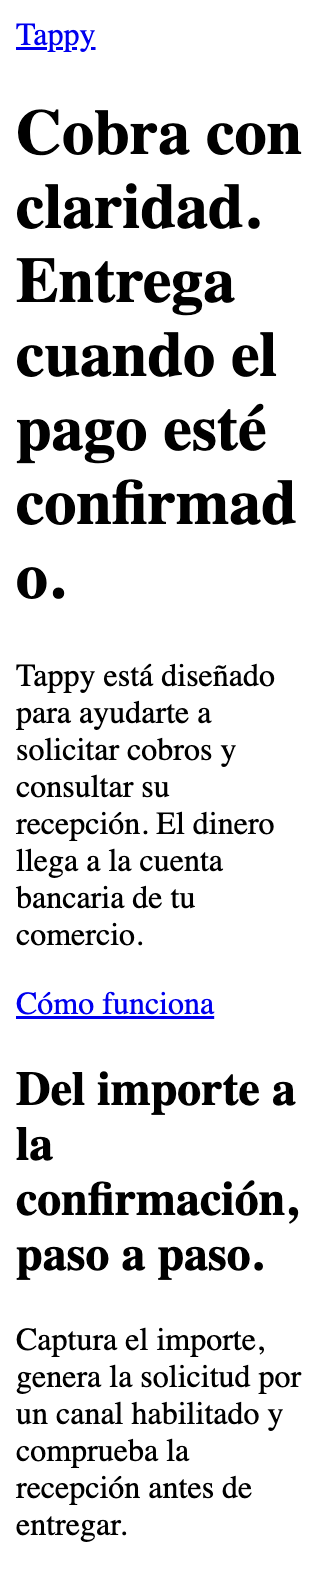 Tappy
Cobra con
claridad.
Entrega
cuando el
pago esté
confirmad
o.
Tappy está diseñado
para ayudarte a
solicitar cobros y
consultar su
recepción. El dinero
llega a la cuenta
bancaria de tu
comercio.
Cómo funciona
Del importe a
la
confirmación,
paso a paso.
Captura el importe,
genera la solicitud por
un canal habilitado y
comprueba la
recepción antes de
entregar.